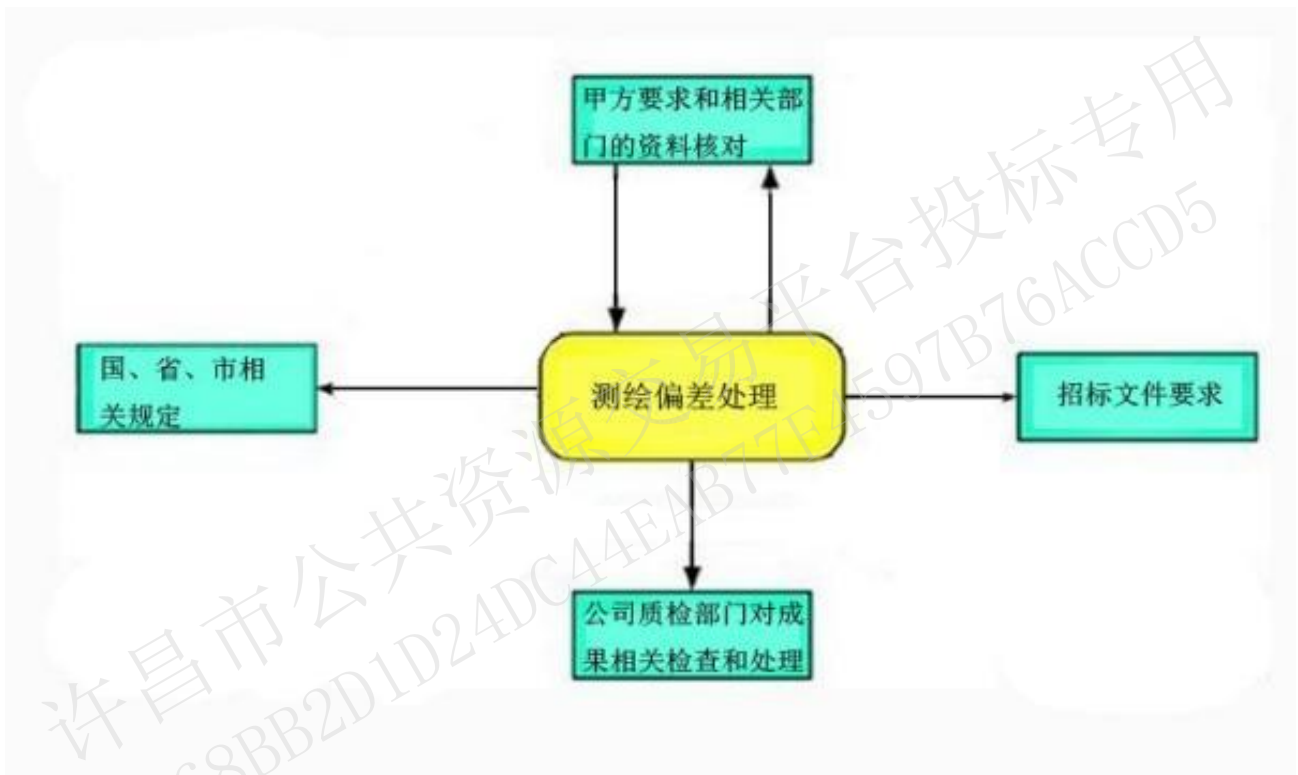 甲方要求和相关部
门的资料核对
国、省、市相
关规定
测绘偏差处理
招标文件要求
公司质检部门对成
果相关检查和处理
许昌市公共资源交易平台投标专用
68BB2D1D24DC44EAB77F4597B76ACCD5